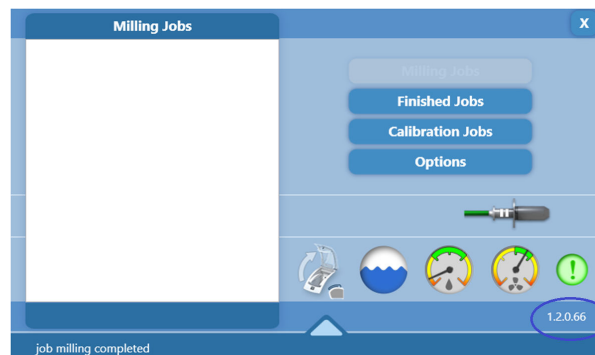 Milling Jobs
X
Milling Jobs
Finished Jobs
Calibration Jobs
Options
!
1.2.0.66
job milling completed